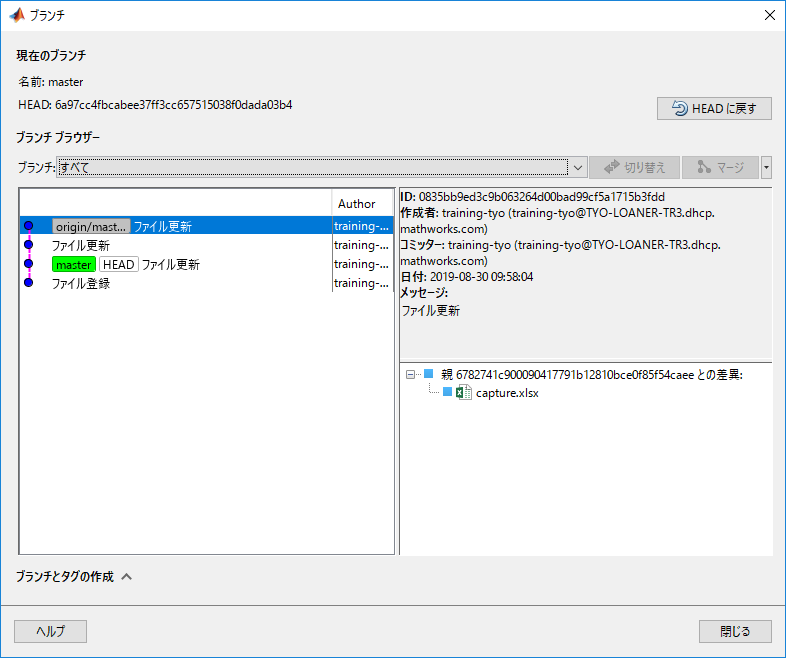 ブランチ
現在のブランチ
名前: master
HEAD: 6a97cc4fbcabee37ff3cc657515038f0dada03b4
HEAD に戻す
ブランチ ブラウザー
ブランチ: すべて
切り替え
マージ
Author
origin/mast... ファイル更新 training-...
ファイル更新 training-...
master HEAD ファイル更新 training-...
ファイル登録 training-...
ID: 0835bb9ed3c9b063264d00bad99cf5a1715b3fdd
作成者: training-tyo (training-tyo@TYO-LOANER-TR3.dhcp.
mathworks.com)
コミッター: training-tyo (training-tyo@TYO-LOANER-TR3.dhcp.
mathworks.com)
日付: 2019-08-30 09:58:04
メッセージ:
ファイル更新
親 6782741c900090417791b12810bce0f85f54caee との差異:
capture.xlsx
ブランチとタグの作成
ヘルプ
閉じる